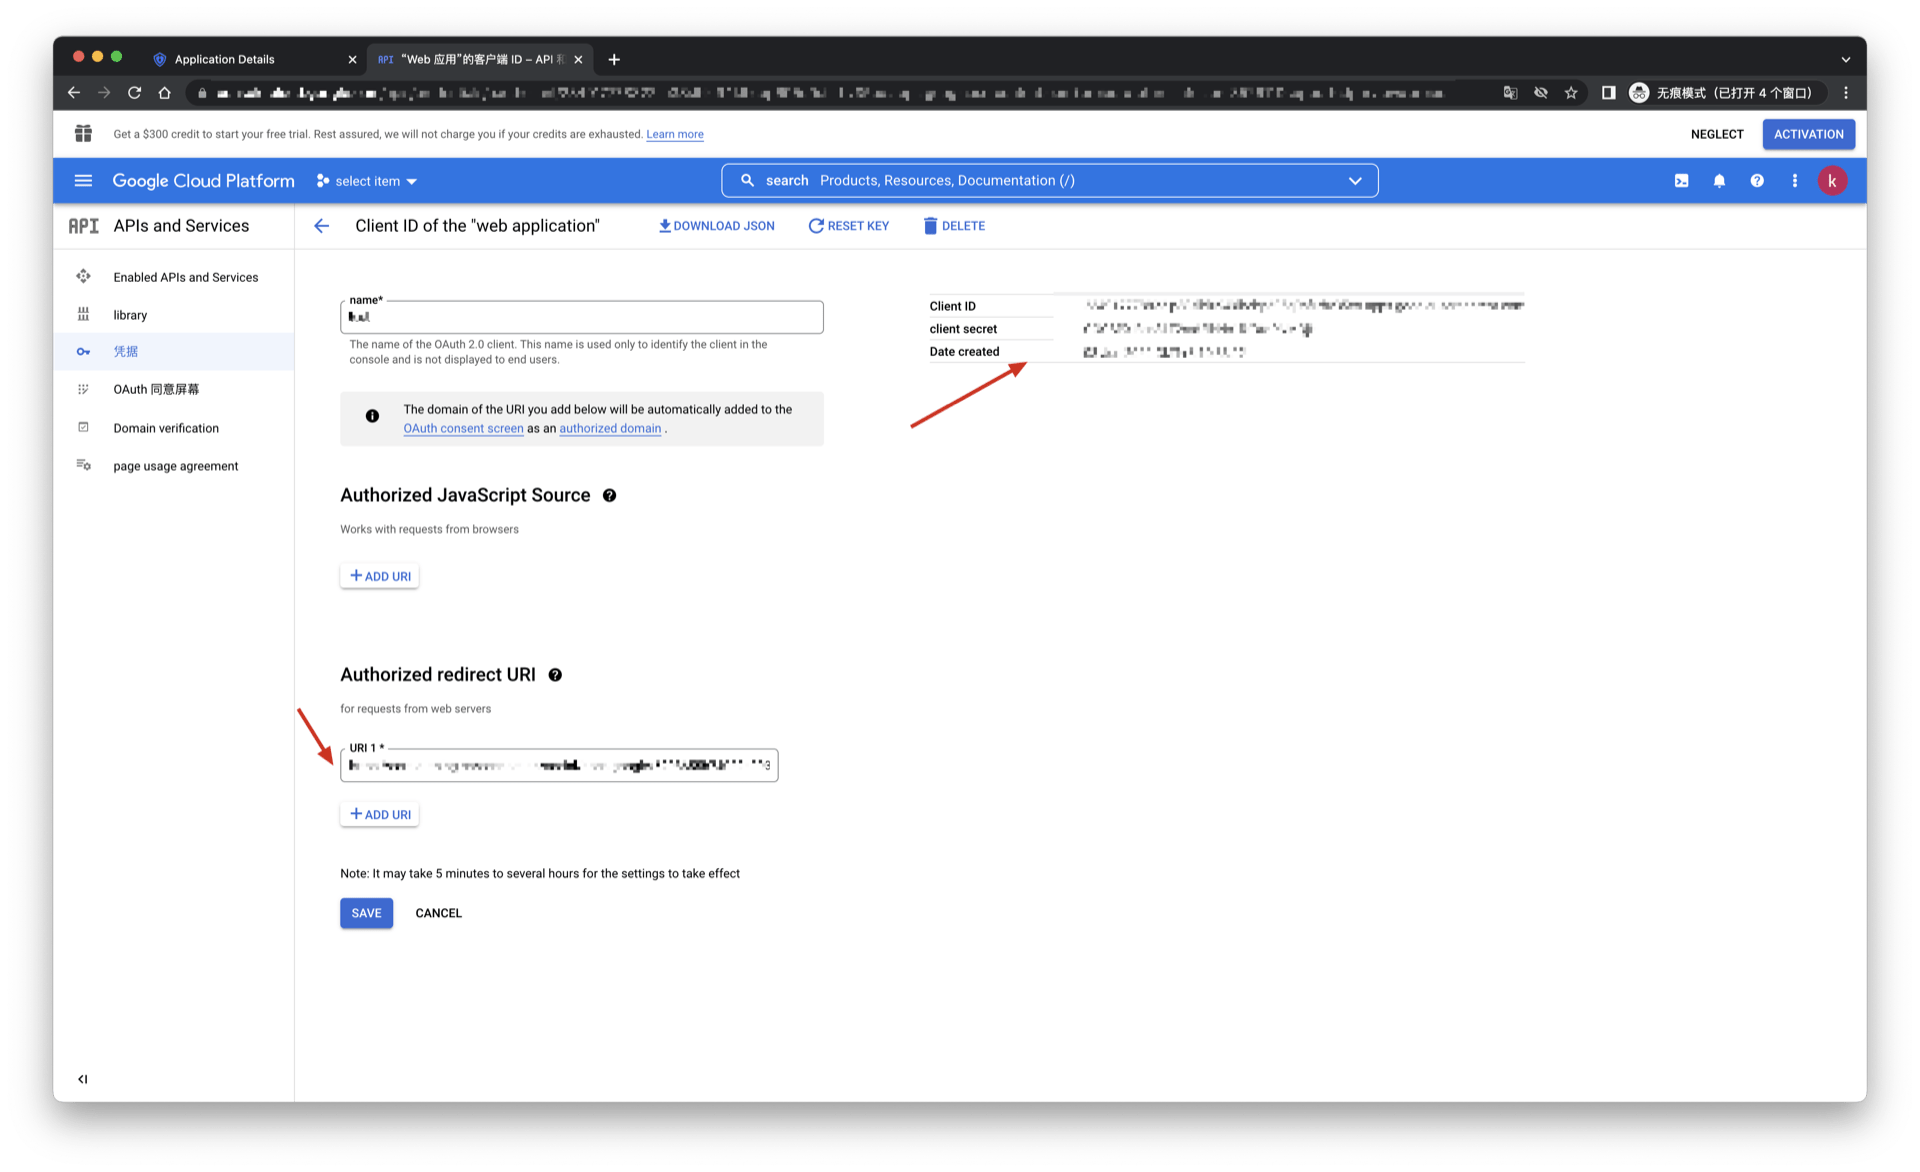 Application Details
API "Web 应用"的客户端 ID – API 和
无痕模式（已打开 4 个窗口）
Get a $300 credit to start your free trial. Rest assured, we will not charge you if your credits are exhausted. Learn more
NEGLECT
ACTIVATION
Google Cloud Platform
select item
search Products, Resources, Documentation (/)
k
API APIs and Services
Client ID of the "web application"
DOWNLOAD JSON
RESET KEY
DELETE
Enabled APIs and Services
library
凭据
OAuth 同意屏幕
Domain verification
page usage agreement
name*
The name of the OAuth 2.0 client. This name is used only to identify the client in the
console and is not displayed to end users.
Client ID
client secret
Date created
The domain of the URI you add below will be automatically added to the
OAuth consent screen as an authorized domain .
Authorized JavaScript Source
Works with requests from browsers
+ ADD URI
Authorized redirect URI
for requests from web servers
URI 1 *
+ ADD URI
Note: It may take 5 minutes to several hours for the settings to take effect
SAVE
CANCEL